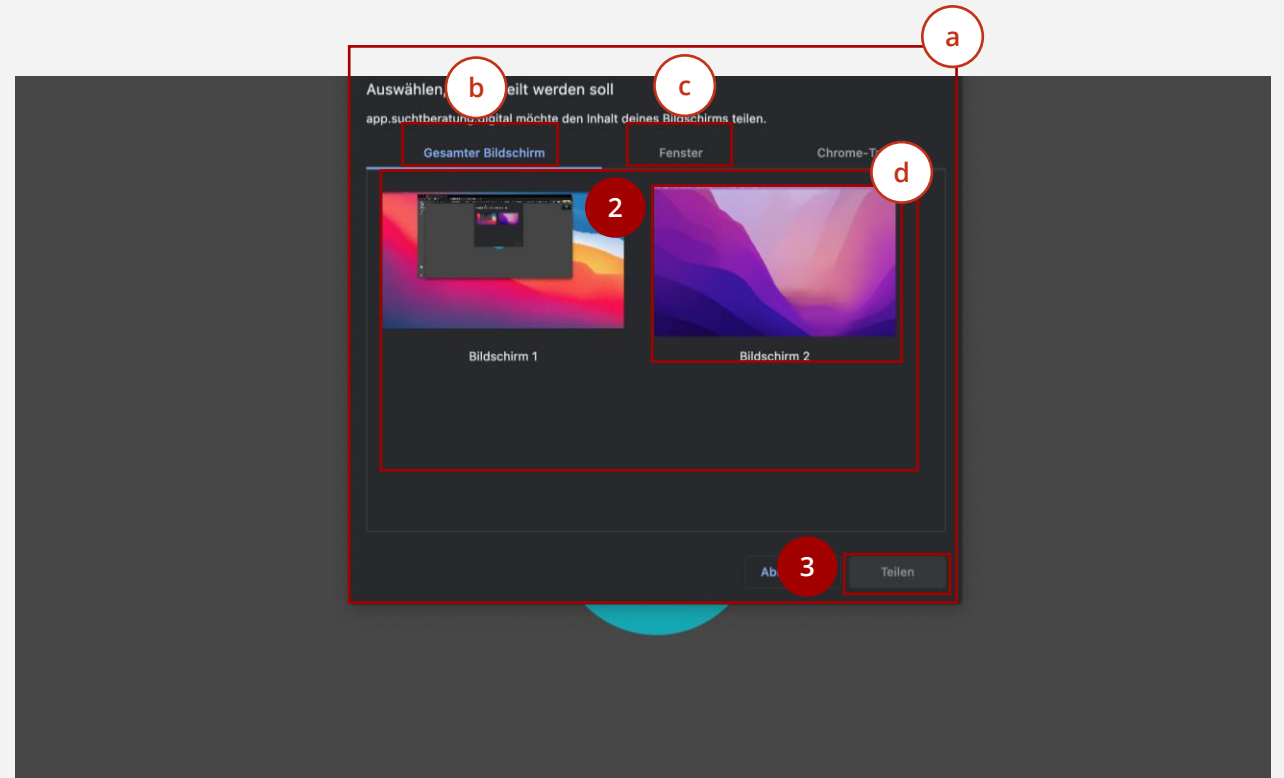 a
b
c
Auswählen, eilt werden soll
app.suchtberatung.digital möchte den Inhalt deines Bildschirms teilen.
Gesamter Bildschirm Fenster Chrome-T
d
2
Bildschirm 1 Bildschirm 2
Ab 3 Teilen